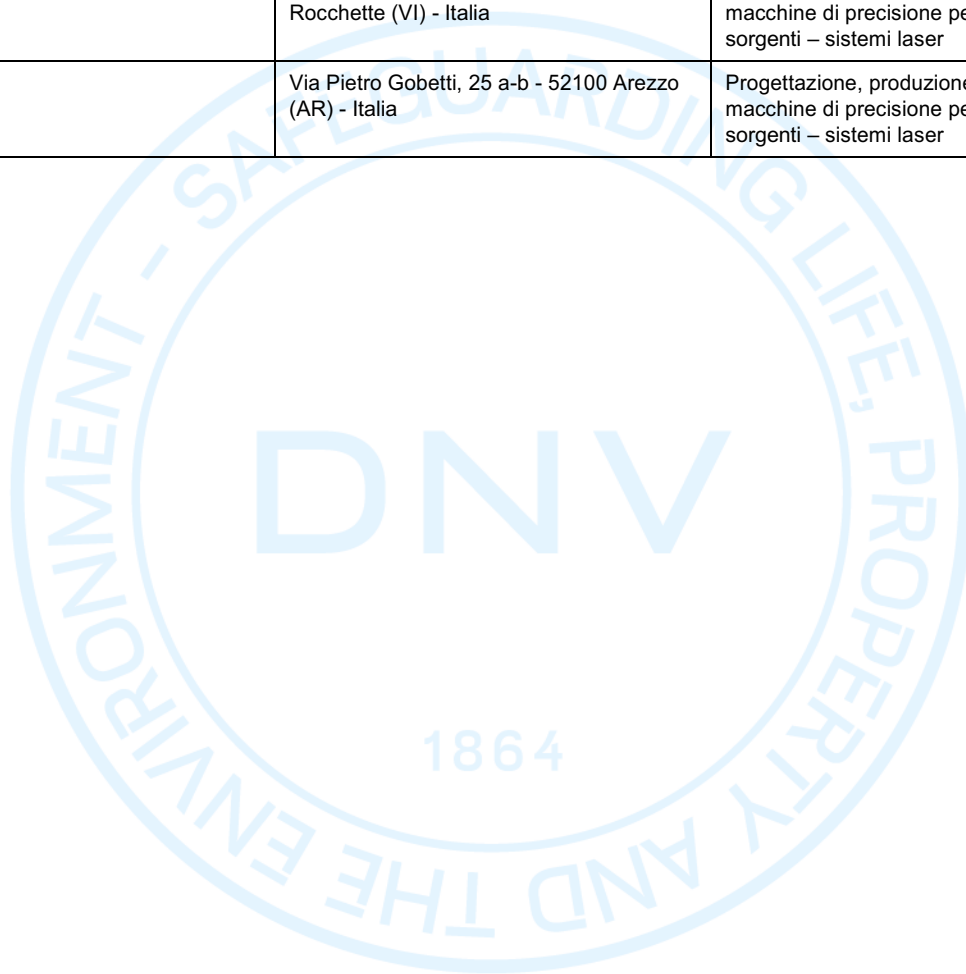 Rocchette (VI) - Italia
macchine di precisione pe
sorgenti – sistemi laser
Via Pietro Gobetti, 25 a-b - 52100 Arezzo
(AR) - Italia
Progettazione, produzione
macchine di precisione pe
sorgenti – sistemi laser
SAFEGUARDING LIFE, PROPERTY AND THE ENVIRONMENT -
DNV
1864